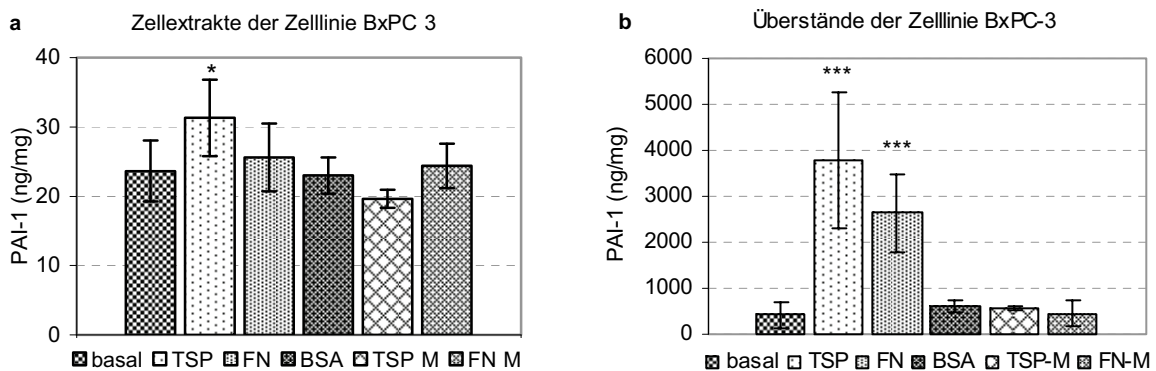 a Zellextrakte der Zelllinie BxPC 3
PAI-1 (ng/mg)
40
30
20
10
0
*
basal TSP FN BSA TSP M FN M
b Überstände der Zelllinie BxPC-3
PAI-1 (ng/mg)
6000
5000
4000
3000
2000
1000
0
***
***
basal TSP FN BSA TSP-M FN-M